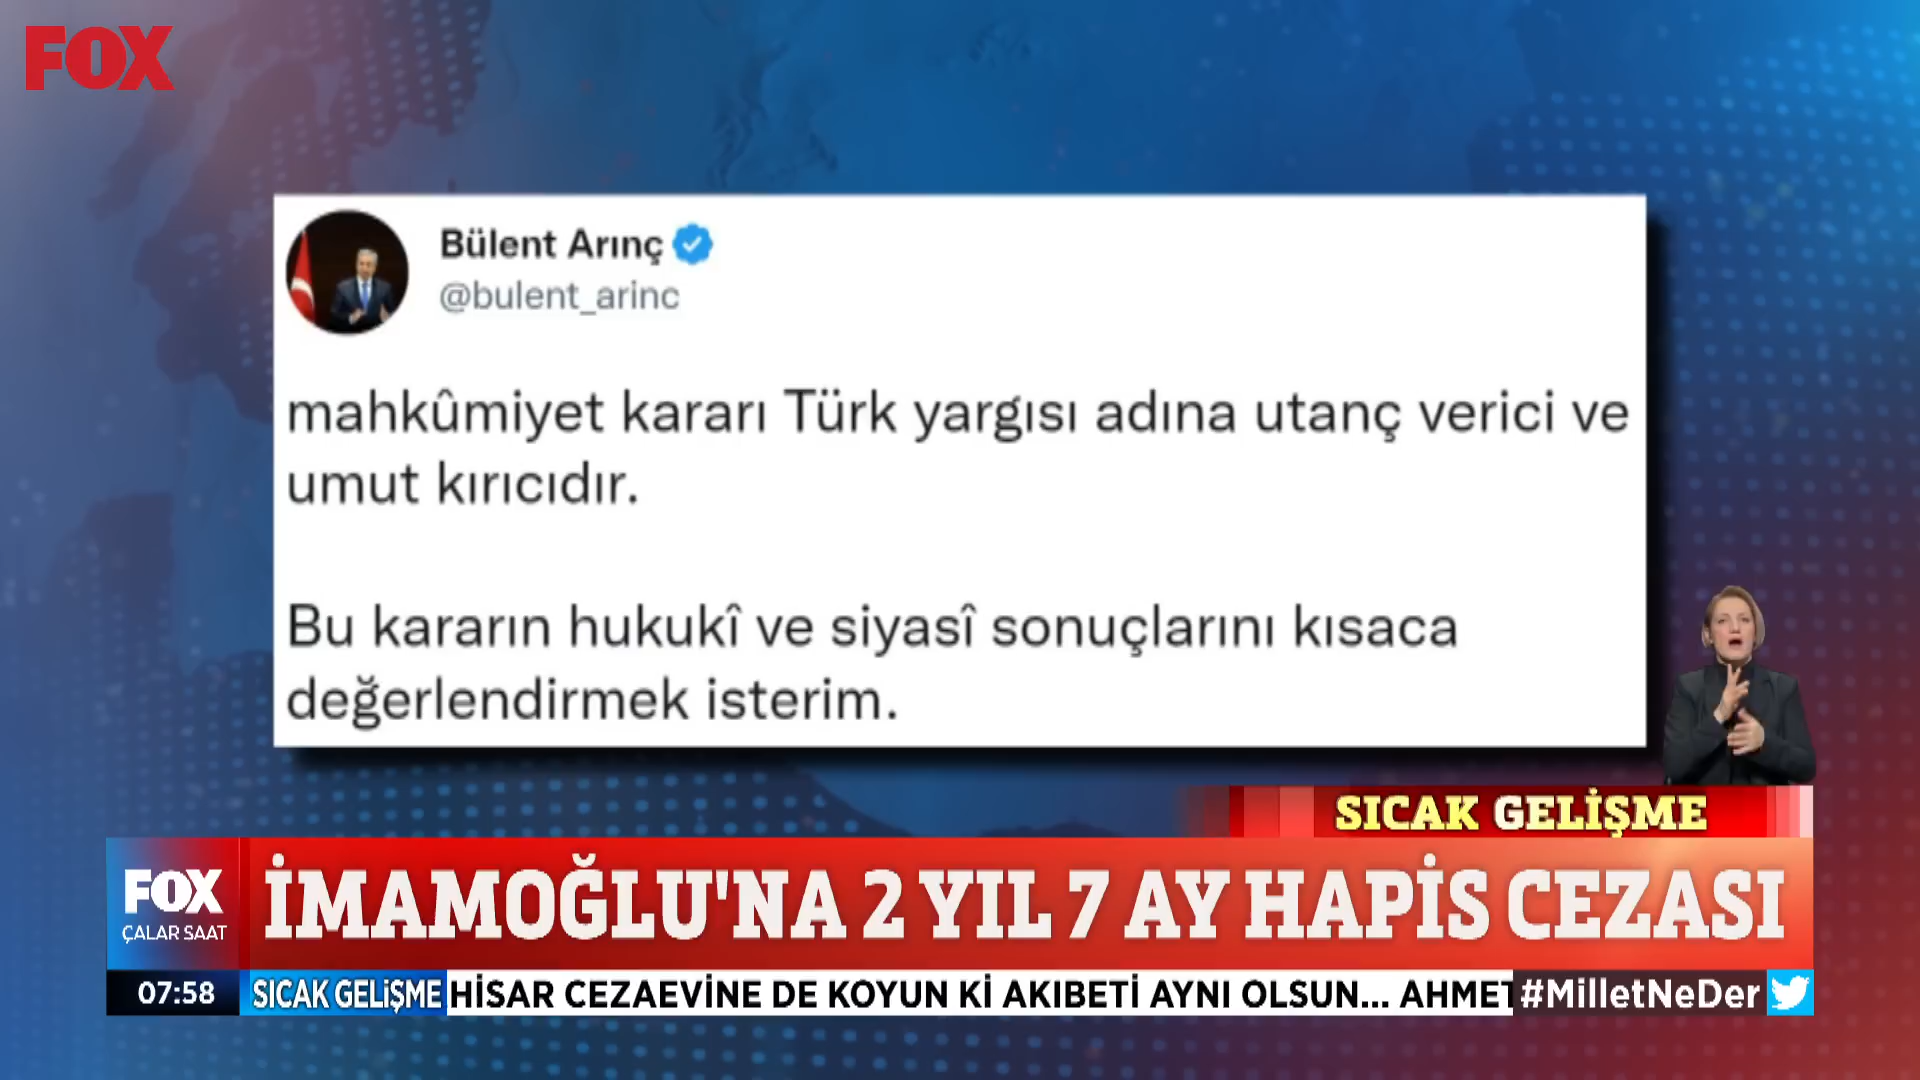 FOX
Bülent Arınç
@bulent_arinc
mahkûmiyet kararı Türk yargısı adına utanç verici ve
umut kırıcıdır.
Bu kararın hukukî ve siyasî sonuçlarını kısaca
değerlendirmek isterim.
SICAK GELİŞME
FOX
ÇALAR SAAT
İMAMOĞLU'NA 2 YIL 7 AY HAPİS CEZASI
07:58
SICAK GELİŞME
HİSAR CEZAEVİNE DE KOYUN Kİ AKIBETİ AYNI OLSUN... AHMET
#MilletNeDer